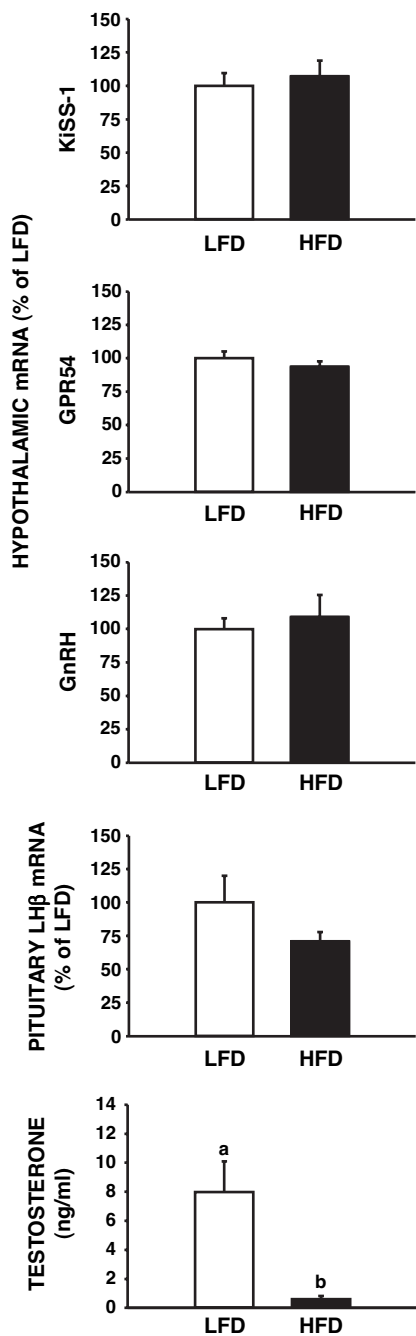 HYPOTHALAMIC mRNA (% of LFD)
KiSS-1
150
125
100
75
50
25
0
LFD HFD
GPR54
150
125
100
75
50
25
0
LFD HFD
GnRH
150
125
100
75
50
25
0
LFD HFD
PITUITARY LHβ mRNA
(% of LFD)
150
125
100
75
50
25
0
LFD HFD
TESTOSTERONE
(ng/ml)
14
12
10
8
6
4
2
0
a
b
LFD HFD